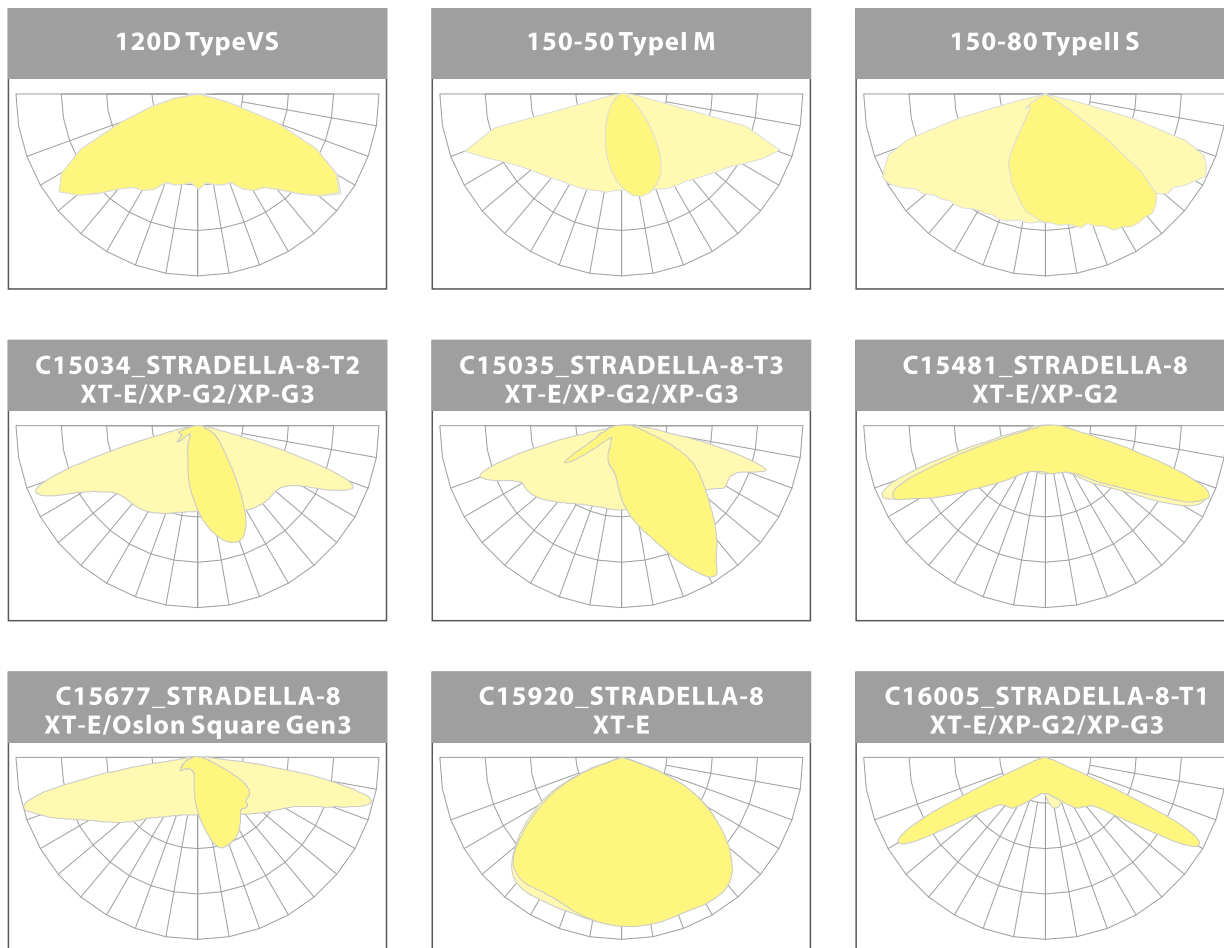 120D TypeVS
150-50 TypeI M
150-80 TypeII S
C15034_STRADELLA-8-T2
XT-E/XP-G2/XP-G3
C15035_STRADELLA-8-T3
XT-E/XP-G2/XP-G3
C15481_STRADELLA-8
XT-E/XP-G2
C15677_STRADELLA-8
XT-E/Oslon Square Gen3
C15920_STRADELLA-8
XT-E
C16005_STRADELLA-8-T1
XT-E/XP-G2/XP-G3